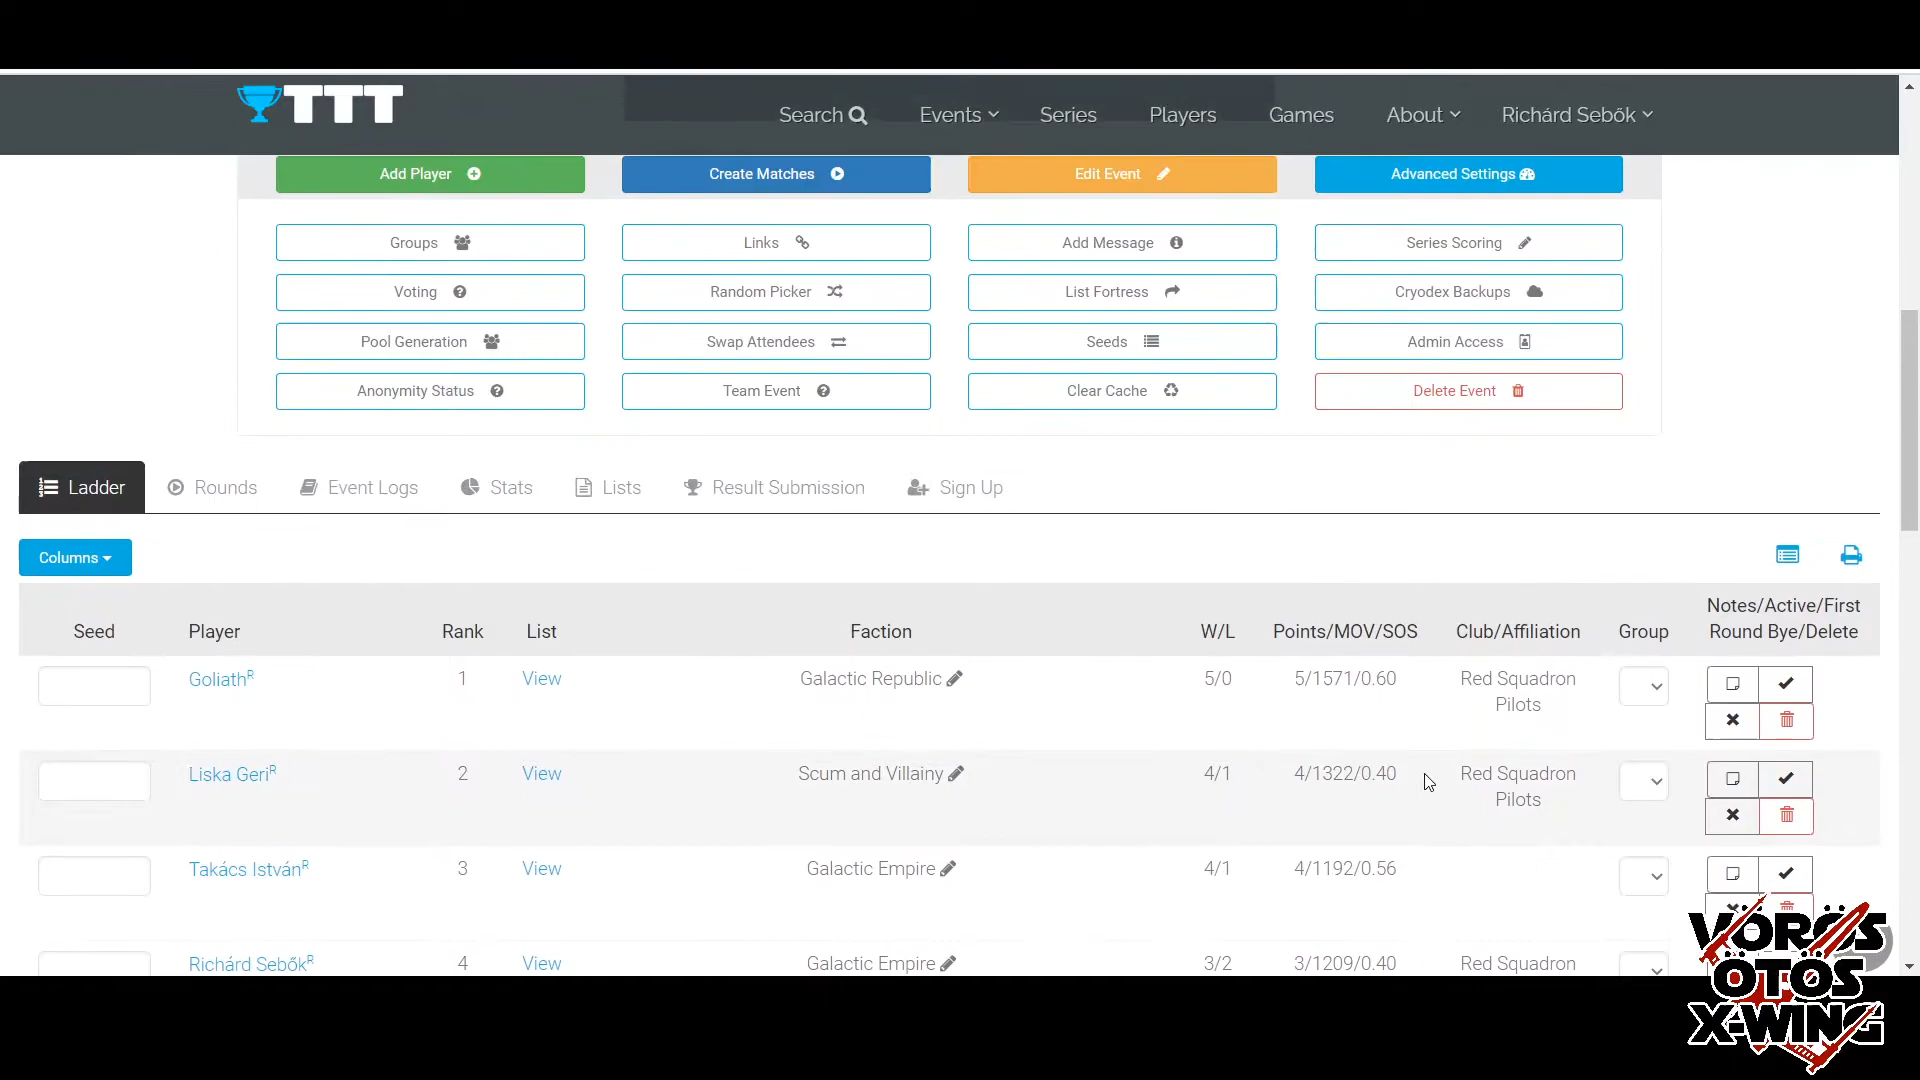 TTT
Search
Events
Series
Players
Games
About
Richárd Sebők
Add Player
Create Matches
Edit Event
Advanced Settings
Groups
Links
Add Message
Series Scoring
Voting
Random Picker
List Fortress
Cryodex Backups
Pool Generation
Swap Attendees
Seeds
Admin Access
Anonymity Status
Team Event
Clear Cache
Delete Event
Ladder
Rounds
Event Logs
Stats
Lists
Result Submission
Sign Up
Columns
Seed
Player
Rank
List
Faction
W/L
Points/MOV/SOS
Club/Affiliation
Group
Notes/Active/First
Round Bye/Delete
Goliath R
1
View
Galactic Republic
5/0
5/1571/0.60
Red Squadron
Pilots
Liska Geri R
2
View
Scum and Villainy
4/1
4/1322/0.40
Red Squadron
Pilots
Takács István R
3
View
Galactic Empire
4/1
4/1192/0.56
Richárd Sebők R
4
View
Galactic Empire
3/2
3/1209/0.40
Red Squadron
VÖRÖS
ÖTÖS
X-WING